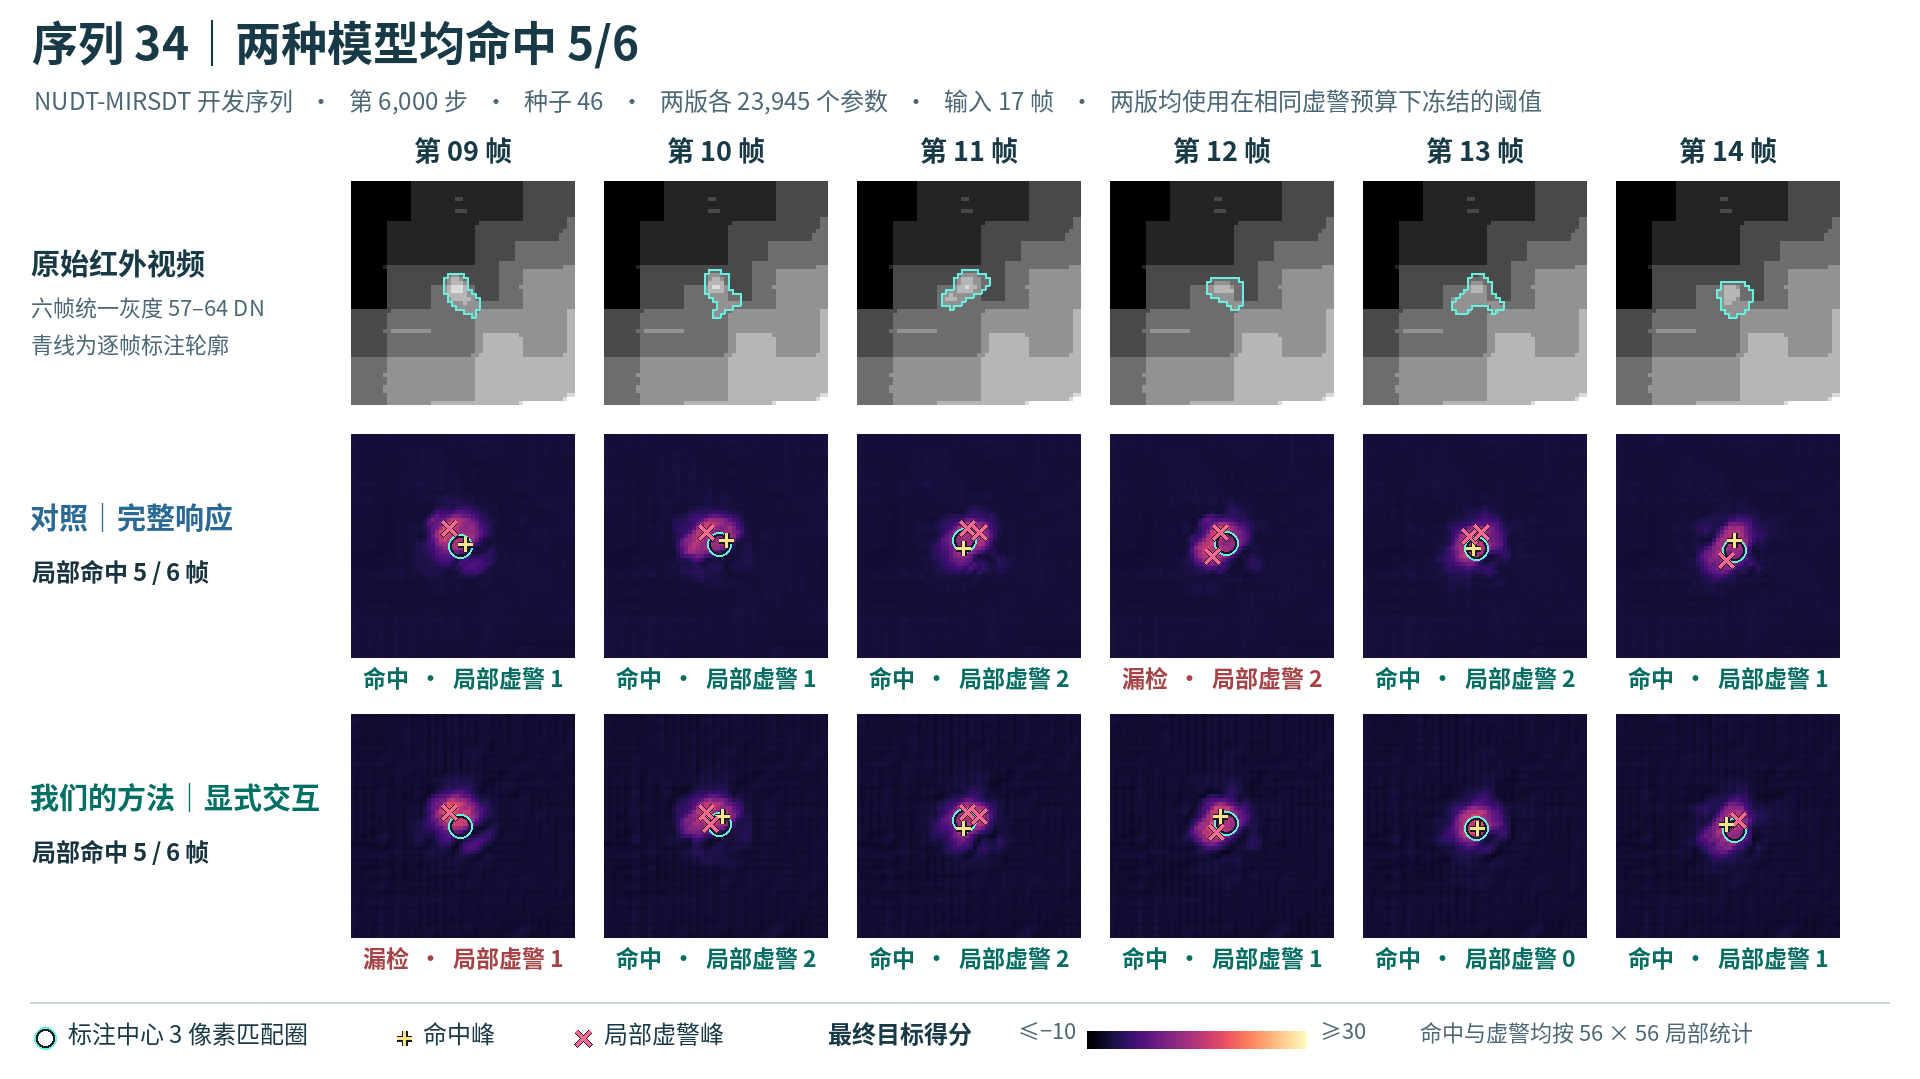 序列 34｜两种模型均命中 5/6
NUDT-MIRSDT 开发序列 • 第 6,000 步 • 种子 46 • 两版各 23,945 个参数 • 输入 17 帧 • 两版均使用在相同虚警预算下冻结的阈值
第 09 帧 第 10 帧 第 11 帧 第 12 帧 第 13 帧 第 14 帧
原始红外视频
六帧统一灰度 57–64 DN
青线为逐帧标注轮廓
对照｜完整响应
局部命中 5 / 6 帧
命中 • 局部虚警 1 命中 • 局部虚警 1 命中 • 局部虚警 2 漏检 • 局部虚警 2 命中 • 局部虚警 2 命中 • 局部虚警 1
我们的方法｜显式交互
局部命中 5 / 6 帧
漏检 • 局部虚警 1 命中 • 局部虚警 2 命中 • 局部虚警 2 命中 • 局部虚警 1 命中 • 局部虚警 0 命中 • 局部虚警 1
标注中心 3 像素匹配圈 命中峰 局部虚警峰 最终目标得分 ⩽−10 ⩾30 命中与虚警均按 56 × 56 局部统计